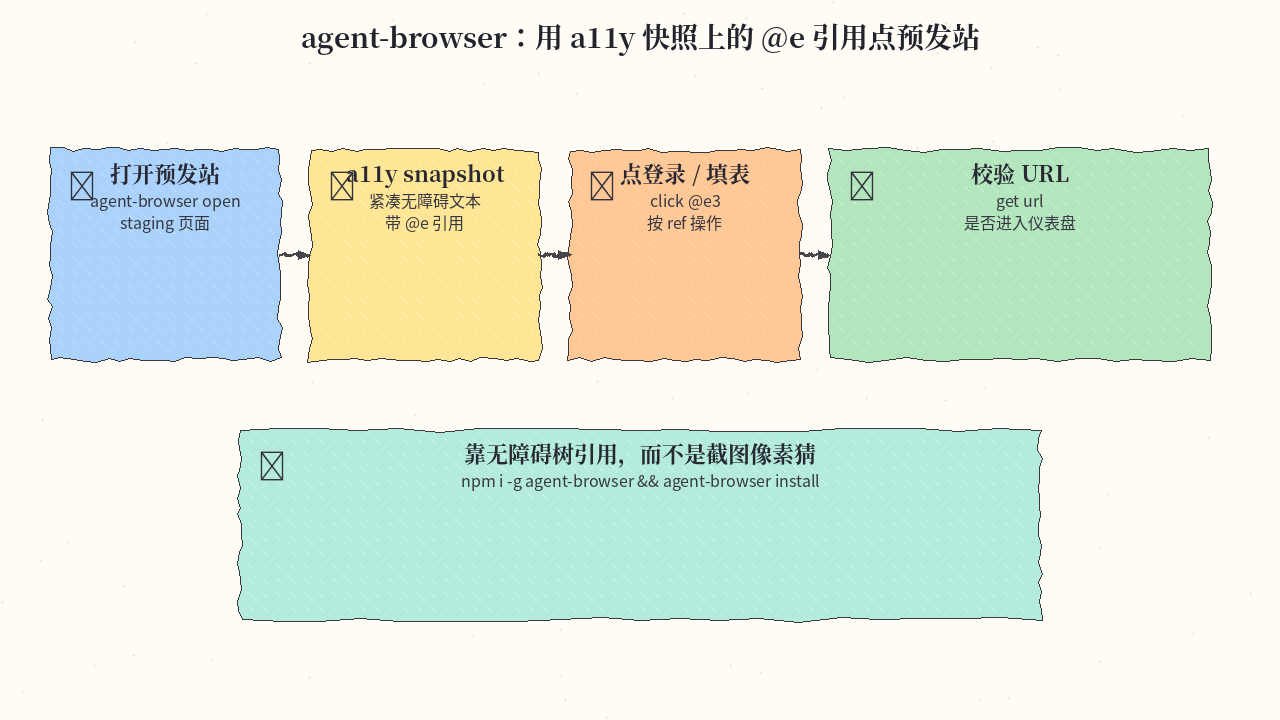 agent-browser：用 a11y 快照上的 @e 引用点预发站
打开预发站
agent-browser open
staging 页面
a11y snapshot
紧凑无障碍文本
带 @e 引用
点登录 / 填表
click @e3
按 ref 操作
校验 URL
get url
是否进入仪表盘
靠无障碍树引用，而不是截图像素猜
npm i -g agent-browser && agent-browser install